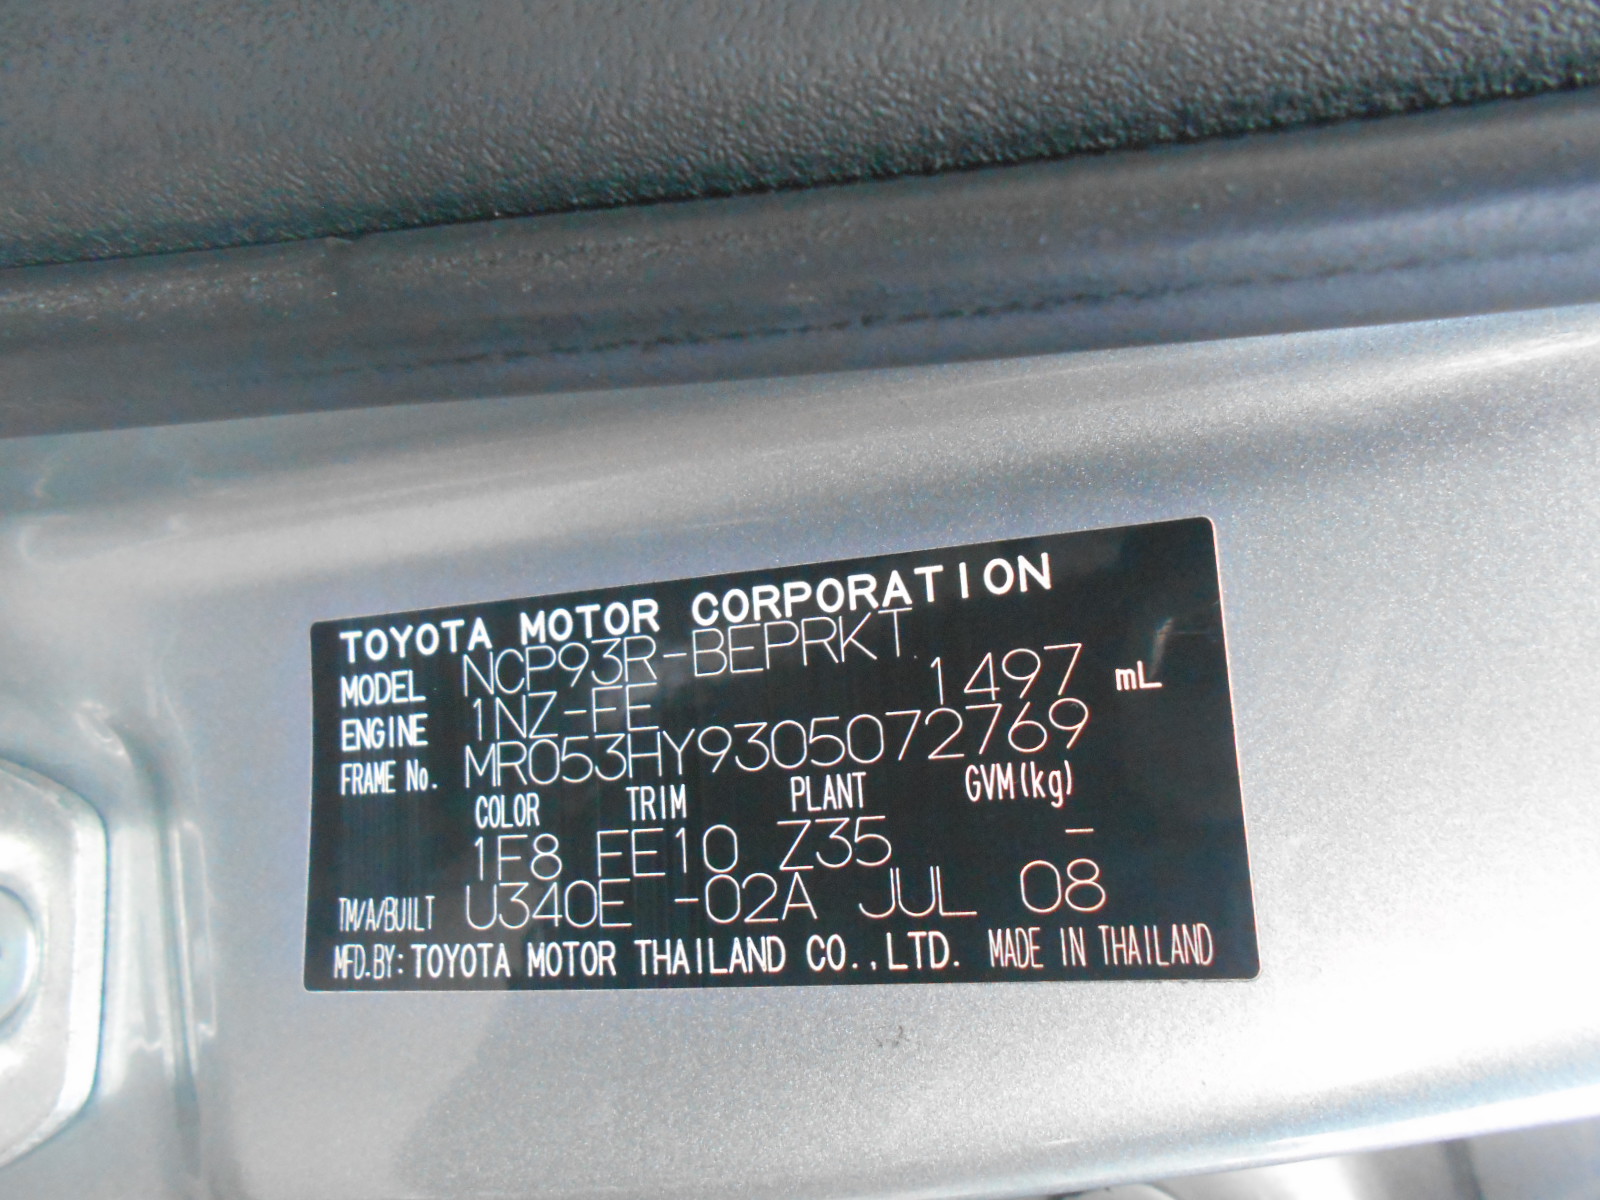 TOYOTA MOTOR CORPORATION
MODEL NCP93R-BEPRKT
ENGINE 1NZ-FE 1497 mL
FRAME No. MR053HY9305072769
COLOR TRIM PLANT GVM(kg)
1F8 FE10 Z35 -
TM/A/BUILT U340E -02A JUL 08
MFD.BY: TOYOTA MOTOR THAILAND CO.,LTD. MADE IN THAILAND